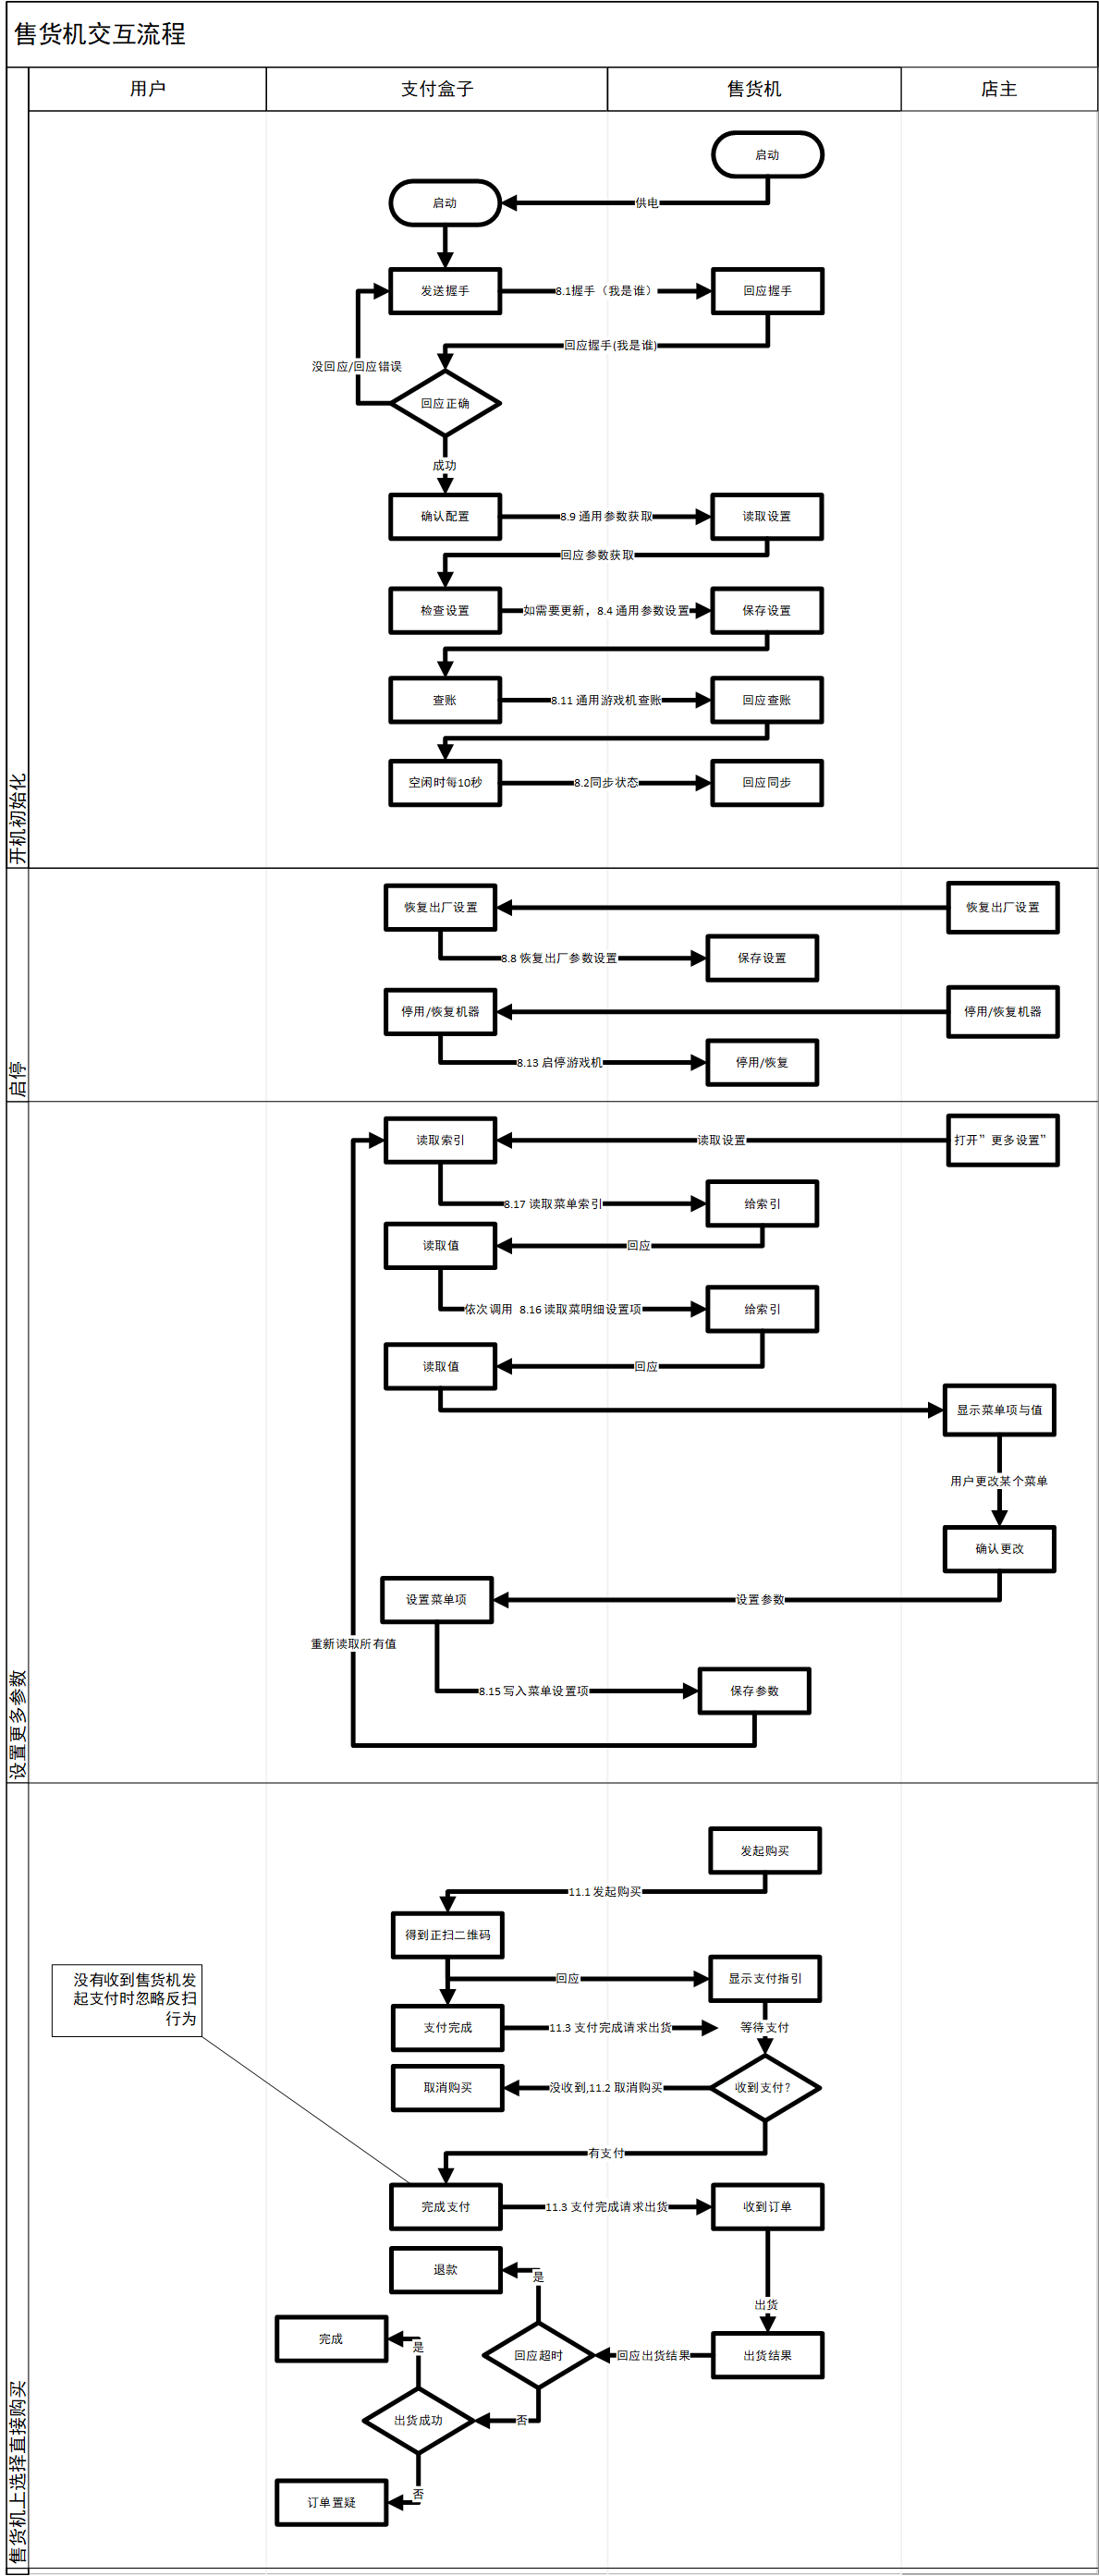 售货机交互流程
用户
支付盒子
售货机
店主
开机初始化
启动
启动
供电
发送握手
8.1握手（我是谁）
回应握手
回应握手(我是谁)
没回应/回应错误
回应正确
成功
确认配置
8.9 通用参数获取
读取设置
回应参数获取
检查设置
如需要更新，8.4 通用参数设置
保存设置
查账
8.11 通用游戏机查账
回应查账
空闲时每10秒
8.2同步状态
回应同步
启停
恢复出厂设置
恢复出厂设置
8.8 恢复出厂参数设置
保存设置
停用/恢复机器
停用/恢复机器
8.13 启停游戏机
停用/恢复
设置更多参数
读取索引
读取设置
打开”更多设置”
8.17 读取菜单索引
给索引
读取值
回应
依次调用 8.16 读取菜明细设置项
给索引
读取值
回应
显示菜单项与值
用户更改某个菜单
确认更改
设置菜单项
设置参数
重新读取所有值
8.15 写入菜单设置项
保存参数
售货机上选择直接购买
发起购买
11.1 发起购买
得到正扫二维码
没有收到售货机发
起支付时忽略反扫
行为
回应
显示支付指引
支付完成
11.3 支付完成请求出货
等待支付
取消购买
没收到,11.2 取消购买
收到支付?
有支付
完成支付
11.3 支付完成请求出货
收到订单
退款
是
出货
完成
是
回应超时
回应出货结果
出货结果
出货成功
否
订单置疑
否